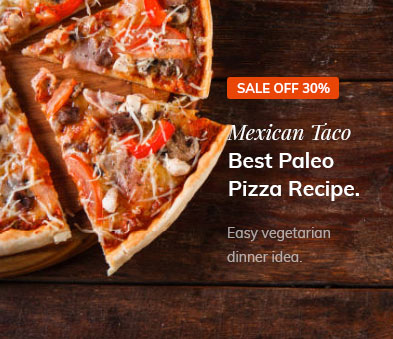 SALE OFF 30%
Mexican Taco
Best Paleo
Pizza Recipe.
Easy vegetarian
dinner idea.